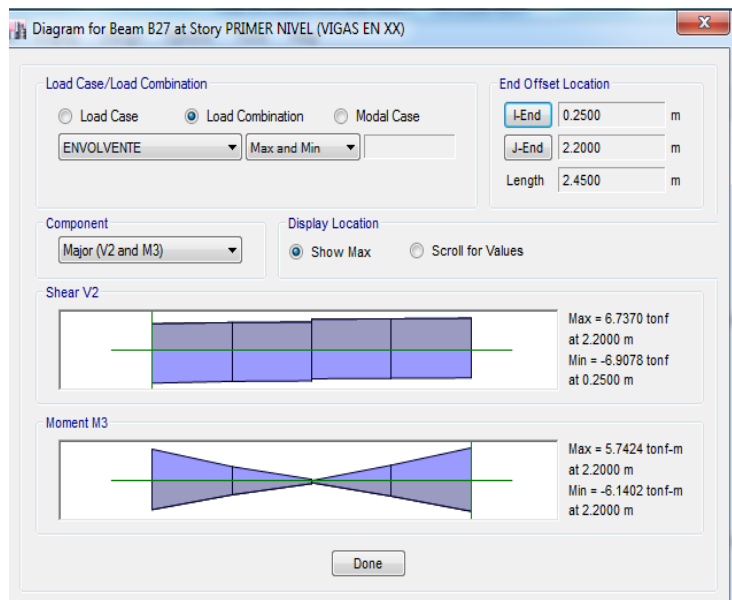 Diagram for Beam B27 at Story PRIMER NIVEL (VIGAS EN XX)
X
Load Case/Load Combination
Load Case Load Combination Modal Case
ENVOLVENTE Max and Min
End Offset Location
I-End 0.2500 m
J-End 2.2000 m
Length 2.4500 m
Component
Major (V2 and M3)
Display Location
Show Max Scroll for Values
Shear V2
Max = 6.7370 tonf
at 2.2000 m
Min = -6.9078 tonf
at 0.2500 m
Moment M3
Max = 5.7424 tonf-m
at 2.2000 m
Min = -6.1402 tonf-m
at 2.2000 m
Done